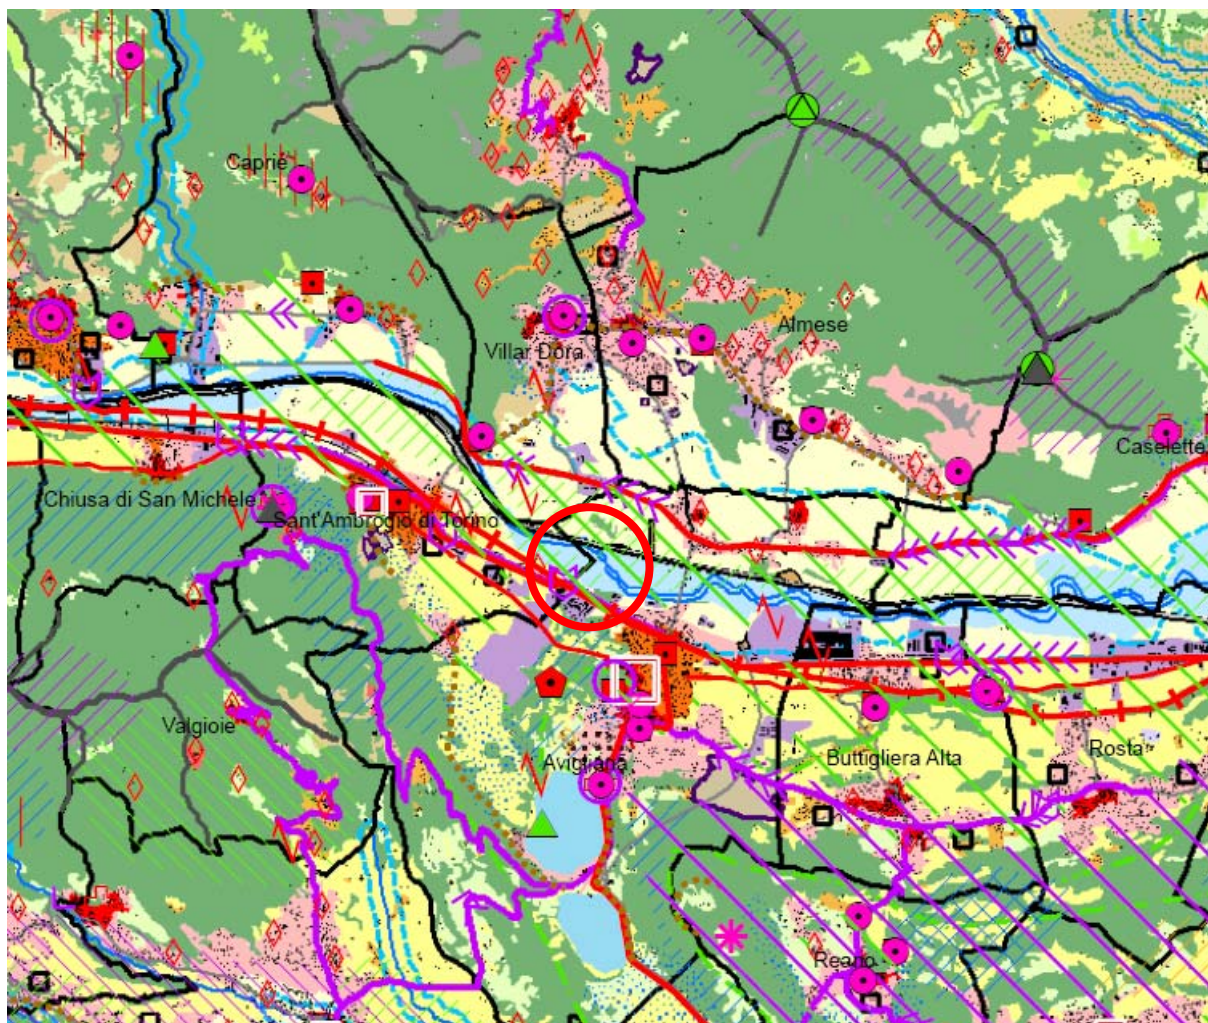 Caprie
Almese
Villar Dora
Caselette
Chiusa di San Michele
Sant'Ambrogio di Torino
Valgioie
Avigliana
Buttigliera Alta
Rosta
Reano